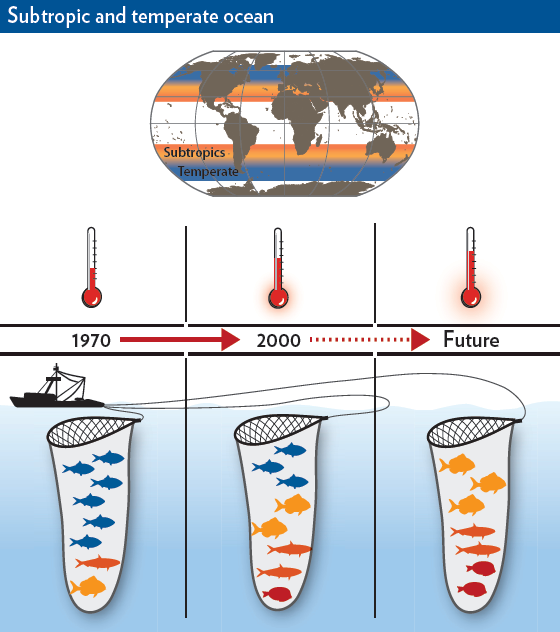 Subtropic and temperate ocean
Subtropics
Temperate
1970 2000 Future